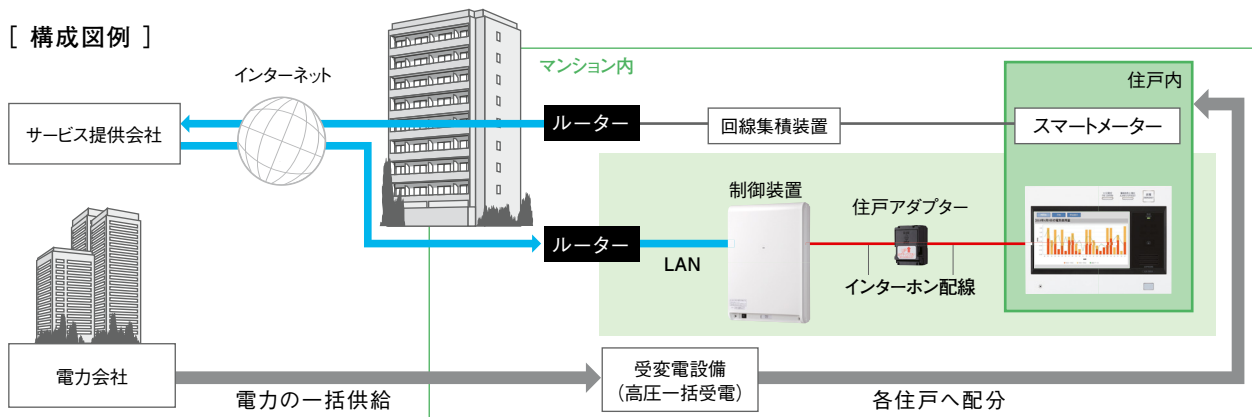 [ 構成図例 ]
インターネット
サービス提供会社
マンション内
住戸内
ルーター
回線集積装置
スマートメーター
制御装置
住戸アダプター
ルーター
LAN
インターホン配線
電力会社
電力の一括供給
受変電設備
(高圧一括受電)
各住戸へ配分